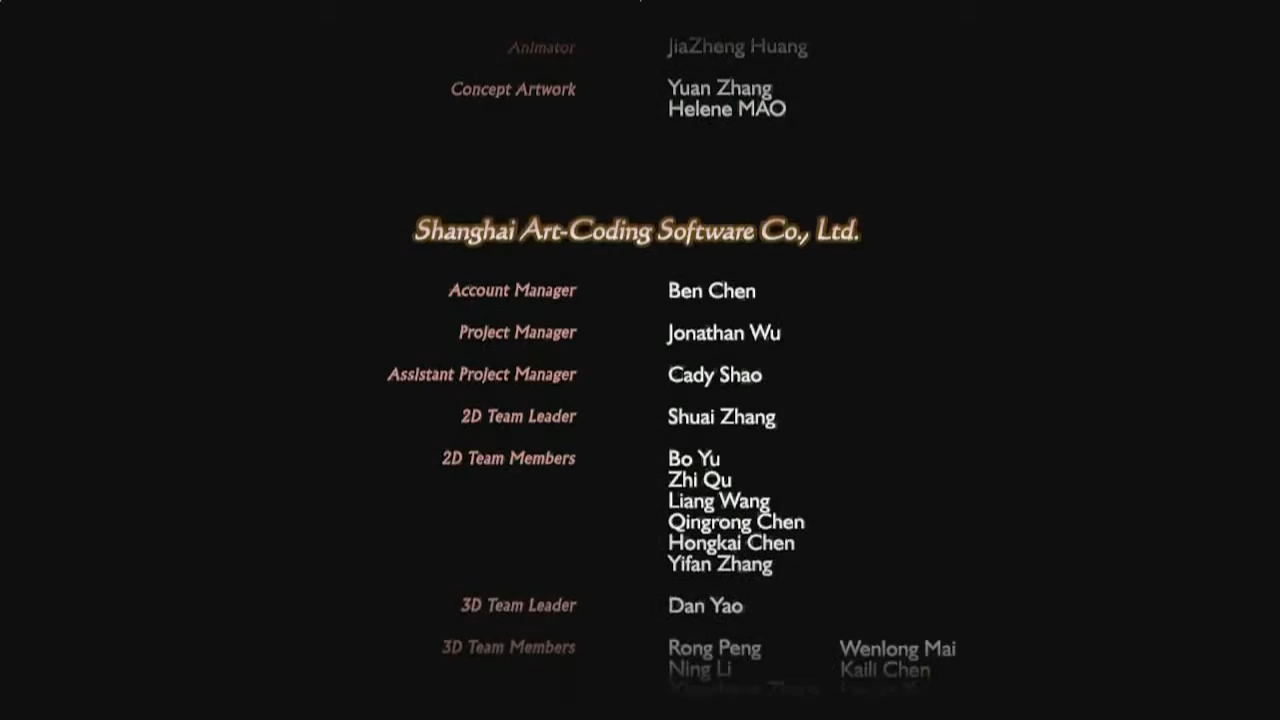 Animator JiaZheng Huang
Concept Artwork Yuan Zhang
Helene MAO
Shanghai Art-Coding Software Co., Ltd.
Account Manager Ben Chen
Project Manager Jonathan Wu
Assistant Project Manager Cady Shao
2D Team Leader Shuai Zhang
2D Team Members Bo Yu
Zhi Qu
Liang Wang
Qingrong Chen
Hongkai Chen
Yifan Zhang
3D Team Leader Dan Yao
3D Team Members Rong Peng Wenlong Mai
Ning Li Kaili Chen